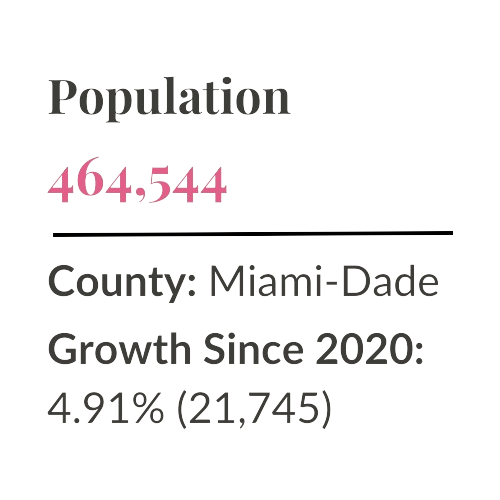 Population
464,544
County: Miami-Dade
Growth Since 2020:
4.91% (21,745)